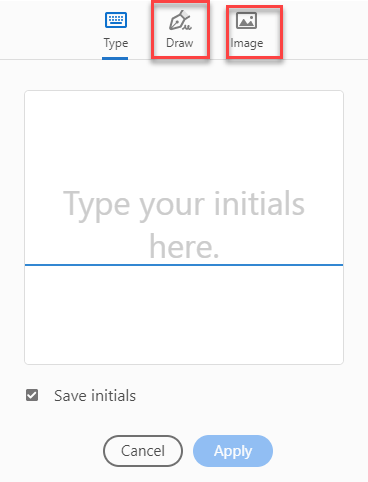 Type Draw Image
Type your initials
here.
Save initials
Cancel Apply